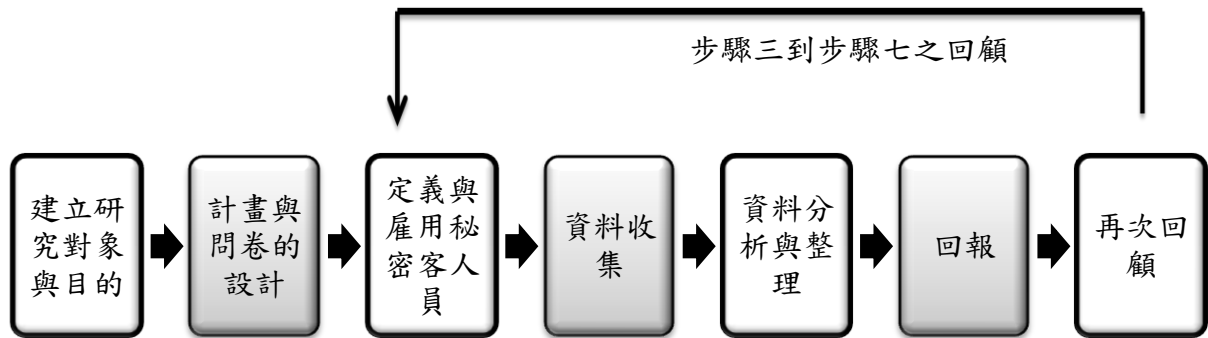 步驟三到步驟七之回顧
建立研
究對象
與目的
計畫與
問卷的
設計
定義與
雇用秘
密客人
員
資料收
集
資料分
析與整
理
回報
再次回
顧